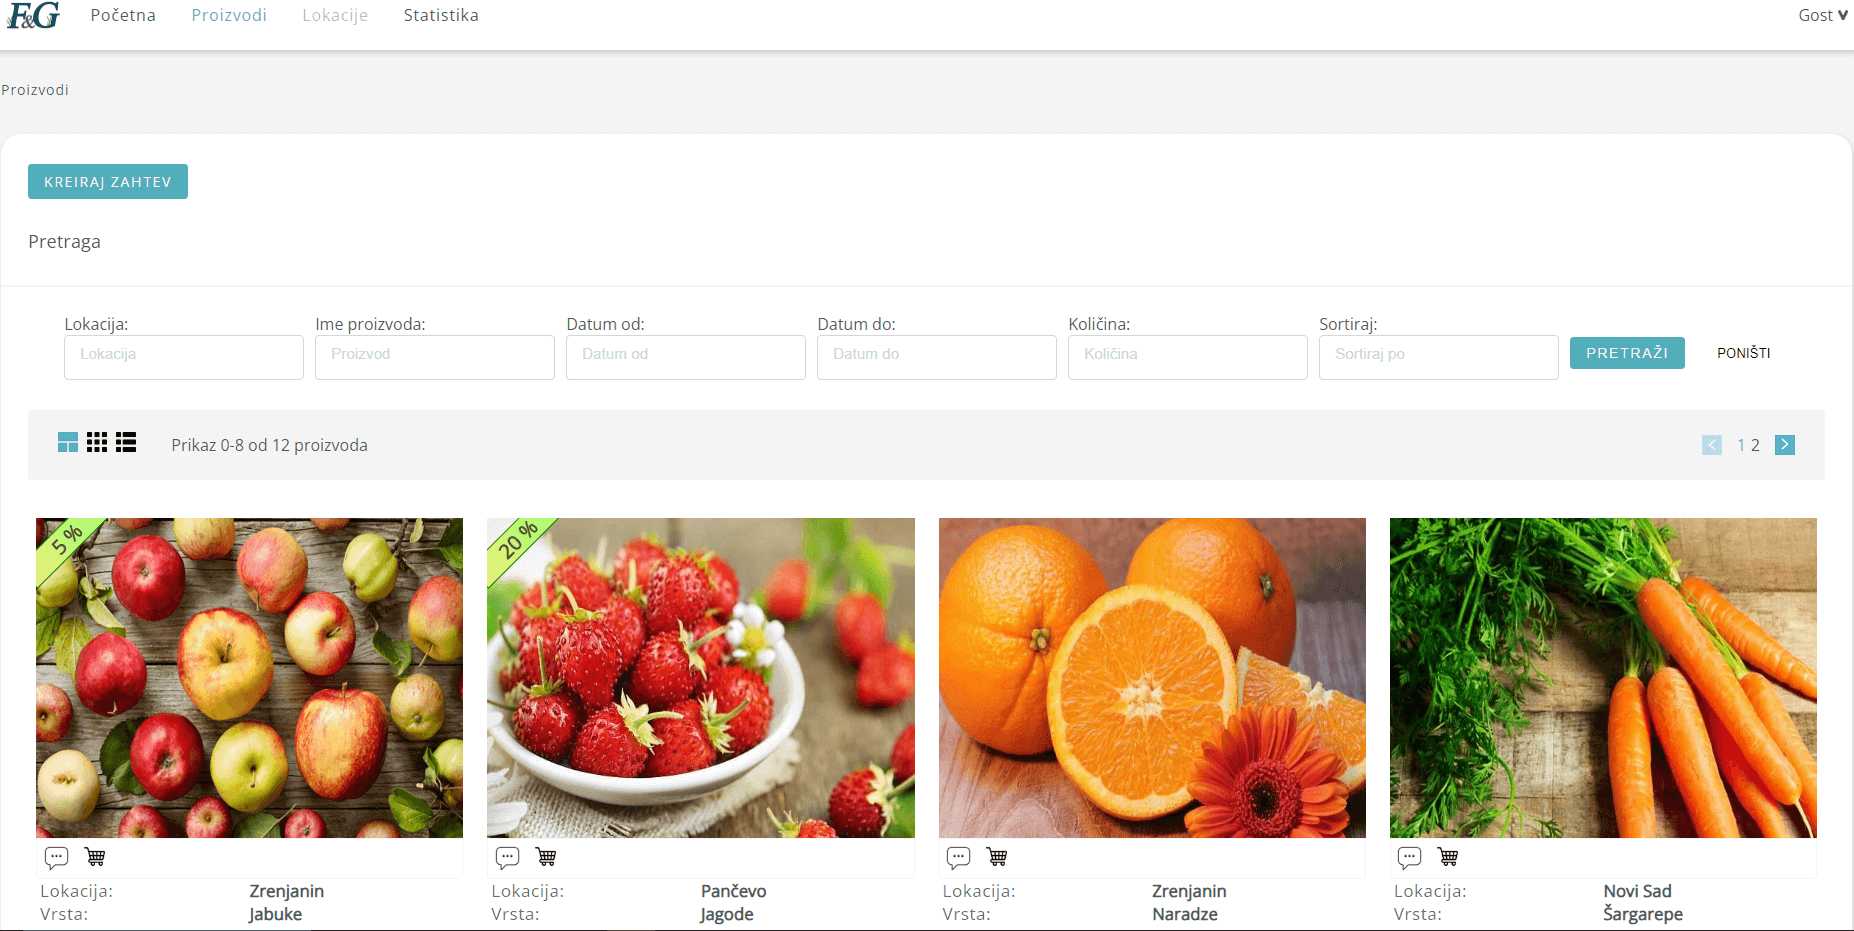 F&G Početna Proizvodi Lokacije Statistika Gost
Proizvodi
KREIRAJ ZAHTEV
Pretraga
Lokacija: Ime proizvoda: Datum od: Datum do: Količina: Sortiraj:
Lokacija Proizvod Datum od Datum do Količina Sortiraj po PRETRAŽI PONIŠTI
Prikaz 0-8 od 12 proizvoda < 1 2 >
5 % 20 %
Lokacija: Zrenjanin Lokacija: Pančevo Lokacija: Zrenjanin Lokacija: Novi Sad
Vrsta: Jabuke Vrsta: Jagode Vrsta: Naradze Vrsta: Šargarepe